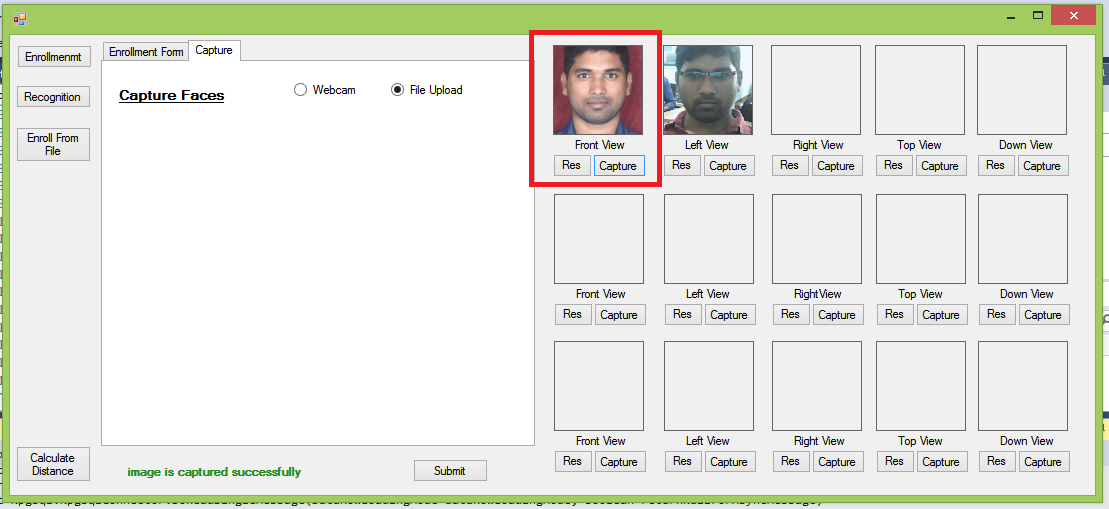 Enrollmenmt
Recognition
Enroll From
File
Calculate
Distance
Enrollment Form Capture
Capture Faces
Webcam File Upload
image is captured successfully Submit
Front View Left View Right View Top View Down View
Res Capture Res Capture Res Capture Res Capture Res Capture
Front View Left View RightView Top View Down View
Res Capture Res Capture Res Capture Res Capture Res Capture
Front View Left View Right View Top View Down View
Res Capture Res Capture Res Capture Res Capture Res Capture